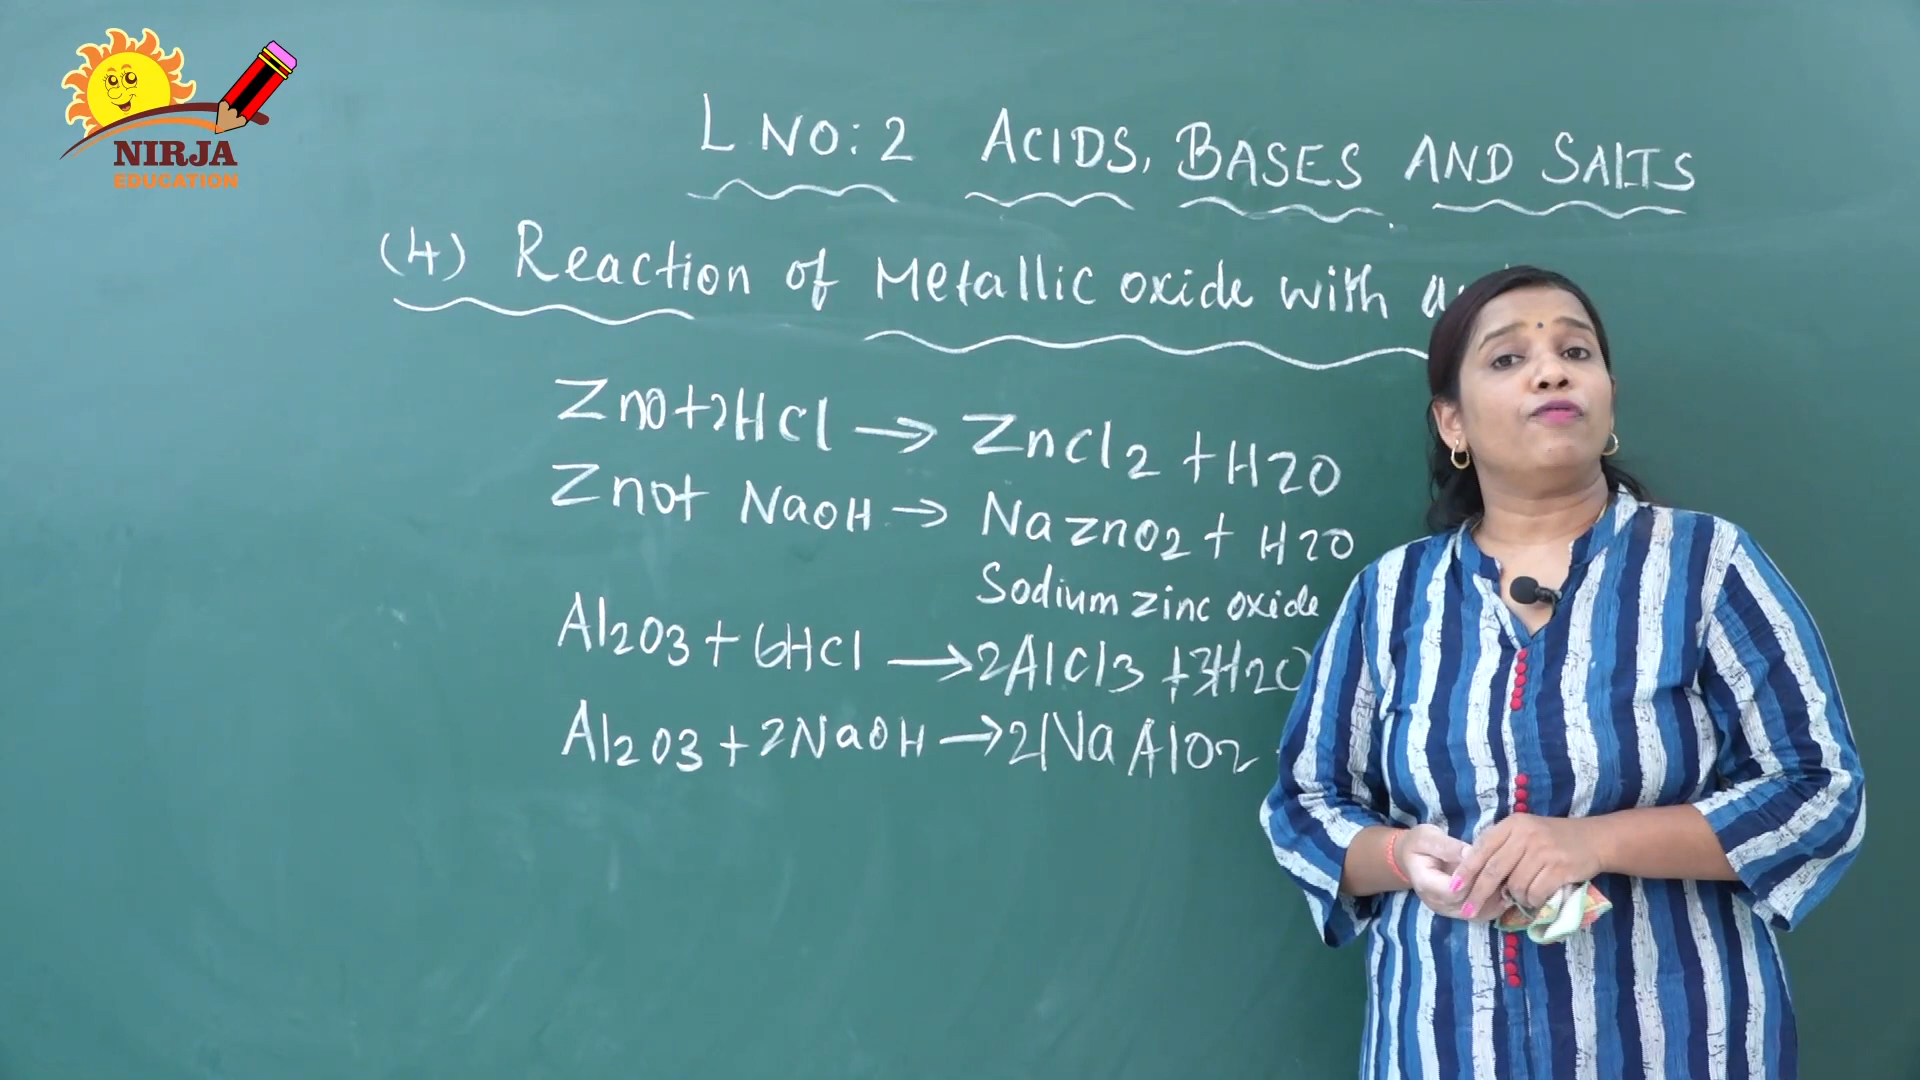 NIRJA
EDUCATION
L NO: 2 ACIDS, BASES AND SALTS
(4) Reaction of Metallic oxide with
ZnO+2HCl → ZnCl2 + H2O
ZnO+ NaOH → NaZnO2 + H2O
Sodium zinc oxide
Al2O3 + 6HCl → 2AlCl3 + 3H2O
Al2O3 + 2NaOH → 2NaAlO2